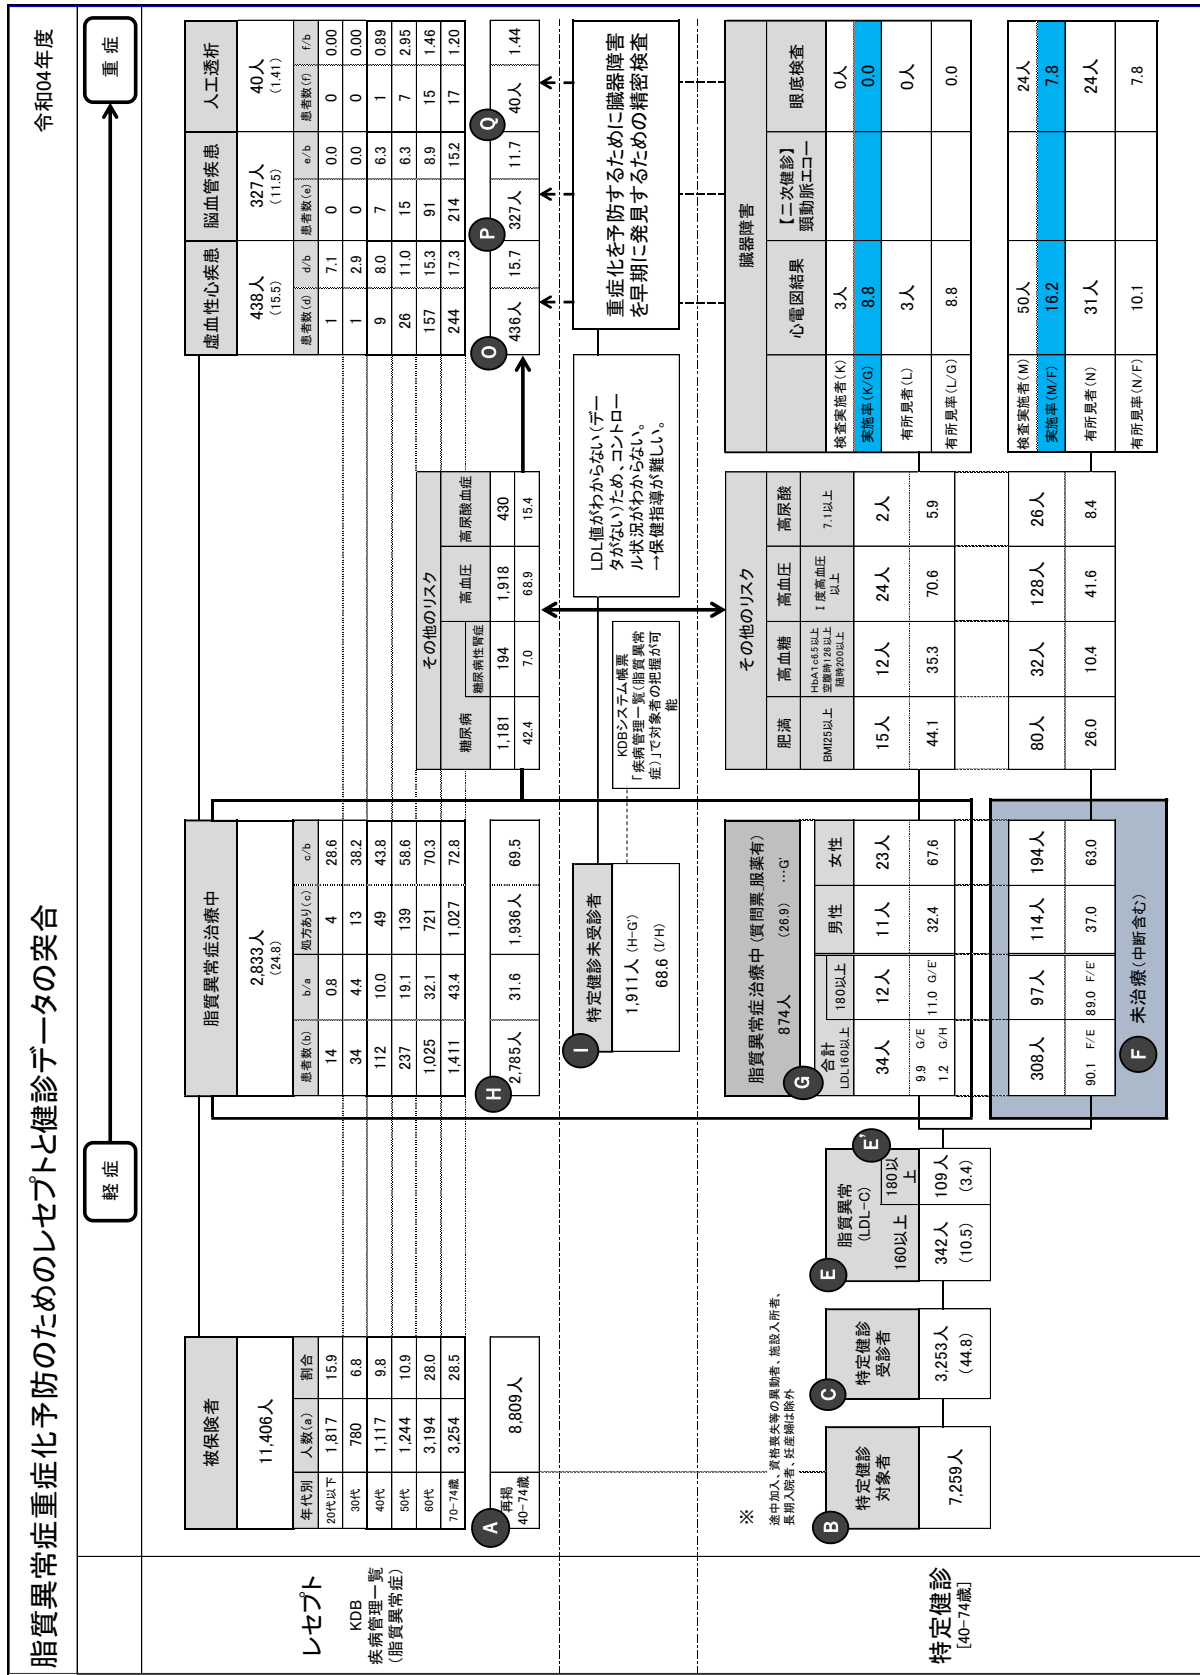 脂質異常症重症化予防のためのレセプトと健診データの突合
令和04年度
軽症
重症
レセプト
KDB
疾病管理一覧
(脂質異常症)
被保険者
11,406人
年代別 人数(a) 割合
20代以下 1,817 15.9
30代 780 6.8
40代 1,117 9.8
50代 1,244 10.9
60代 3,194 28.0
70-74歳 3,254 28.5
A
再掲
40-74歳
8,809人
脂質異常症治療中
2,833人
(24.8)
患者数(b) b/a 処方あり(c) c/b
14 0.8 4 28.6
34 4.4 13 38.2
112 10.0 49 43.8
237 19.1 139 58.6
1,025 32.1 721 70.3
1,411 43.4 1,027 72.8
H
2,785人 31.6 1,936人 69.5
その他のリスク
糖尿病 糖尿病性腎症 高血圧 高尿酸血症
1,181 194 1,918 430
42.4 7.0 68.9 15.4
虚血性心疾患 脳血管疾患 人工透析
438人 327人 40人
(15.5) (11.5) (1.41)
患者数(d) d/b 患者数(e) e/b 患者数(f) f/b
1 7.1 0 0.0 0 0.00
1 2.9 0 0.0 0 0.00
9 8.0 7 6.3 1 0.89
26 11.0 15 6.3 7 2.95
157 15.3 91 8.9 15 1.46
244 17.3 214 15.2 17 1.20
O P Q
436人 15.7 327人 11.7 40人 1.44
I
特定健診未受診者
1,911人 (H-G')
68.6 (I/H)
KDBシステム帳票
「疾病管理一覧(脂質異常
症)」で対象者の把握が可
能
LDL値がわからない(デー
タがない)ため、コントロー
ル状況がわからない。
→保健指導が難しい。
重症化を予防するために臓器障害
を早期に発見するための精密検査
特定健診
[40-74歳]
※
途中加入、資格喪失等の異動者、施設入所者、
長期入院者、妊産婦は除外
B
特定健診
対象者
7,259人
C
特定健診
受診者
3,253人
(44.8)
E
脂質異常
(LDL-C)
E'
160以上
180以
上
342人 109人
(10.5) (3.4)
脂質異常症治療中(質問票_服薬有)
874人 (26.9) …G'
G
合計
LDL160以上
180以上 男性 女性
34人 12人 11人 23人
9.9 G/E
1.2 G/H
11.0 G/E' 32.4 67.6
308人 97人 114人 194人
90.1 F/E 89.0 F/E' 37.0 63.0
F
未治療(中断含む)
その他のリスク
肥満 高血糖 高血圧 高尿酸
BMI25以上
HbA1c6.5以上
空腹時126以上
随時200以上
Ⅰ度高血圧
以上
7.1以上
15人 12人 24人 2人
44.1 35.3 70.6 5.9
80人 32人 128人 26人
26.0 10.4 41.6 8.4
臓器障害
心電図結果
【二次健診】
頸動脈エコー
眼底検査
検査実施者(K) 3人 0人
実施率(K/G) 8.8 0.0
有所見者(L) 3人 0人
有所見率(L/G) 8.8 0.0
検査実施者(M) 50人 24人
実施率(M/F) 16.2 7.8
有所見者(N) 31人 24人
有所見率(N/F) 10.1 7.8